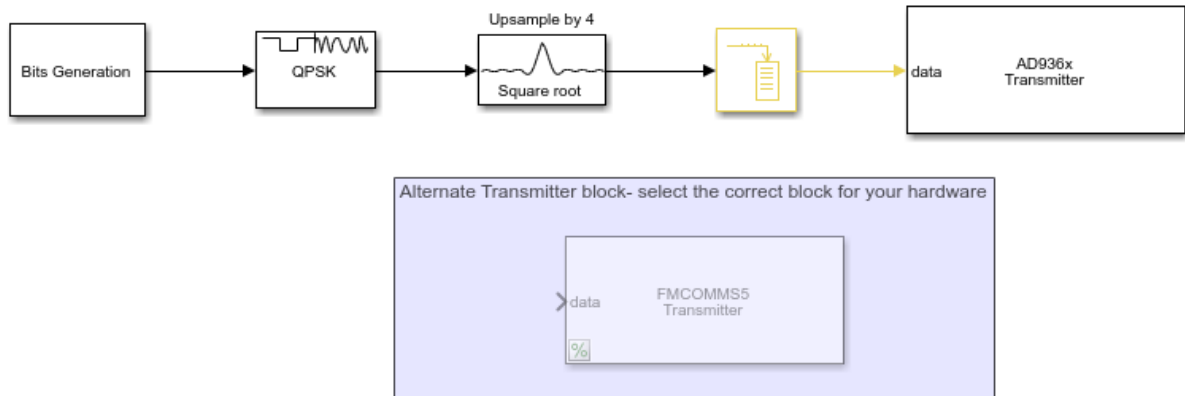 Upsample by 4
Bits Generation
QPSK
Square root
data
AD936x
Transmitter
Alternate Transmitter block- select the correct block for your hardware
data
FMCOMMS5
Transmitter
%